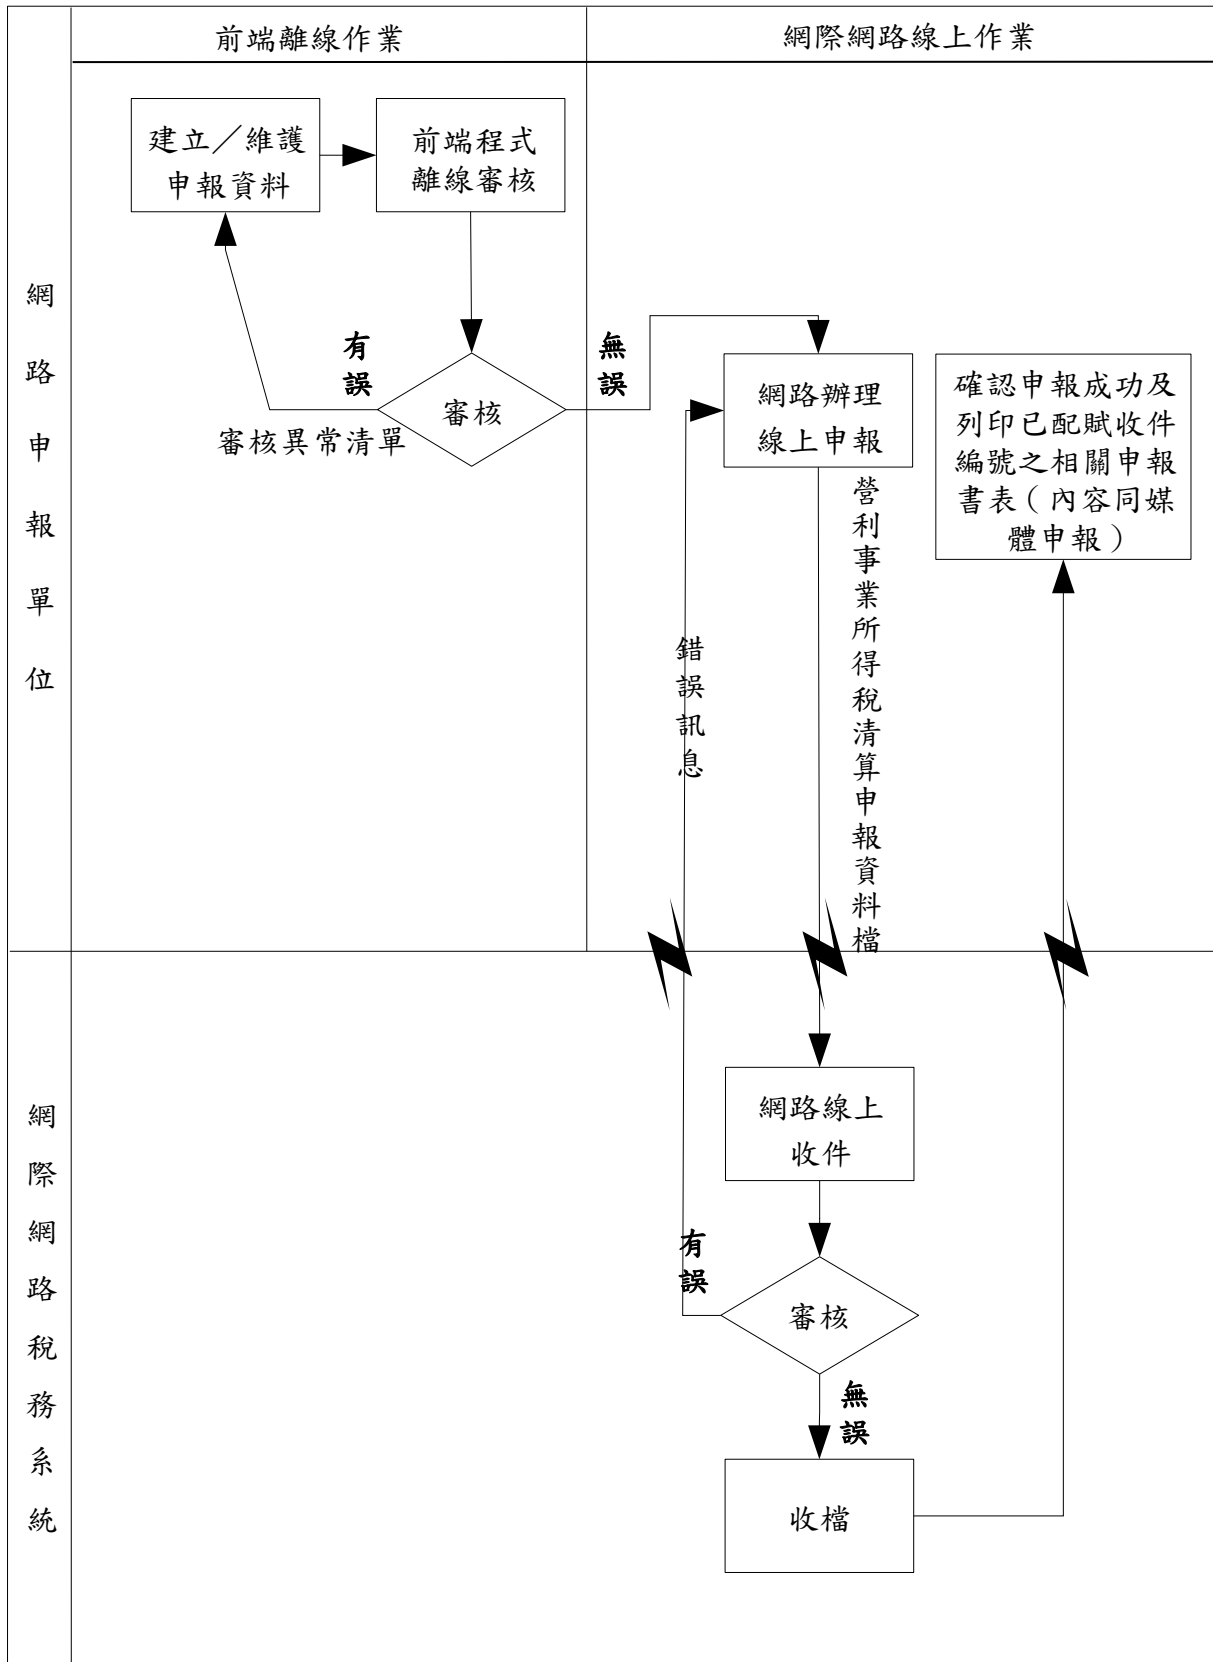 前端離線作業
網際網路線上作業
網路申報單位
建立／維護
申報資料
前端程式
離線審核
有誤
審核
審核異常清單
無誤
網路辦理
線上申報
確認申報成功及
列印已配賦收件
編號之相關申報
書表（內容同媒
體申報）
錯誤訊息
營利事業所得稅清算申報資料檔
網際網路稅務系統
網路線上
收件
有誤
審核
無誤
收檔